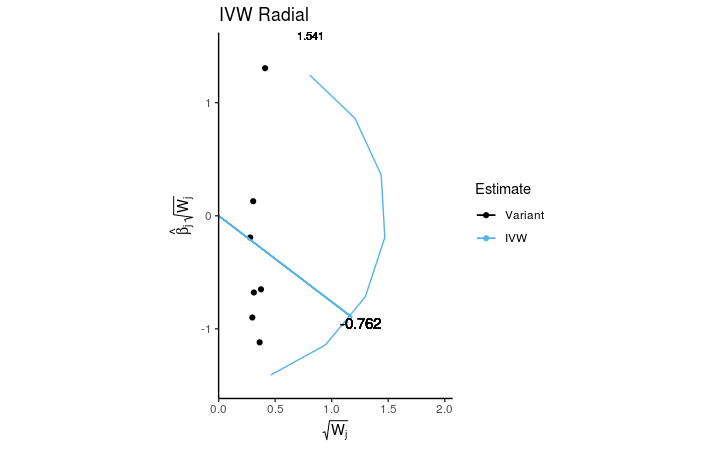 IVW Radial
1.541
1
0
-1
β̂j√Wj
-0.762
0.0 0.5 1.0 1.5 2.0
√Wj
Estimate
Variant
IVW